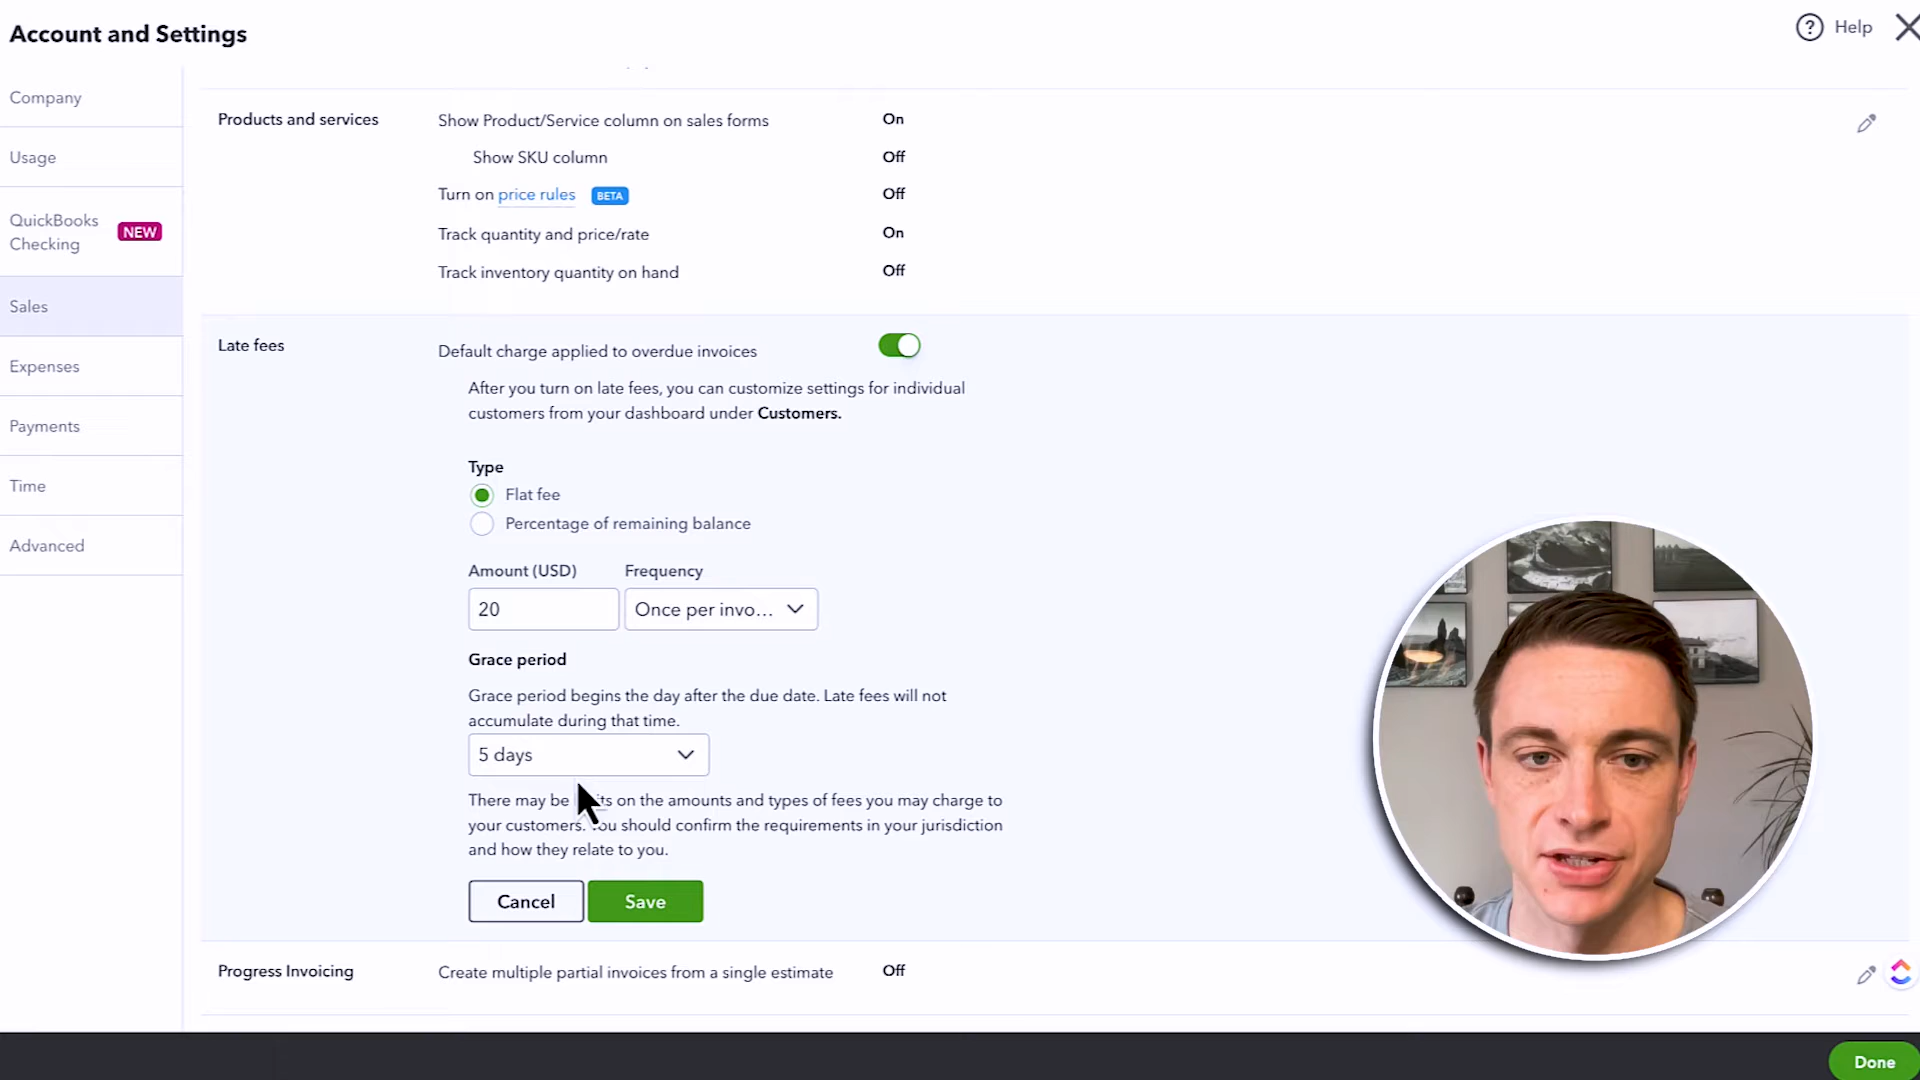 Account and Settings
Help
Company
Usage
QuickBooks
Checking
NEW
Sales
Expenses
Payments
Time
Advanced
Products and services
Show Product/Service column on sales forms
On
Show SKU column
Off
Turn on price rules BETA
Off
Track quantity and price/rate
On
Track inventory quantity on hand
Off
Late fees
Default charge applied to overdue invoices
After you turn on late fees, you can customize settings for individual
customers from your dashboard under Customers.
Type
Flat fee
Percentage of remaining balance
Amount (USD)
Frequency
20
Once per invo...
Grace period
Grace period begins the day after the due date. Late fees will not
accumulate during that time.
5 days
There may be on the amounts and types of fees you may charge to
your customers. should confirm the requirements in your jurisdiction
and how they relate to you.
Cancel
Save
Progress Invoicing
Create multiple partial invoices from a single estimate
Off
Done